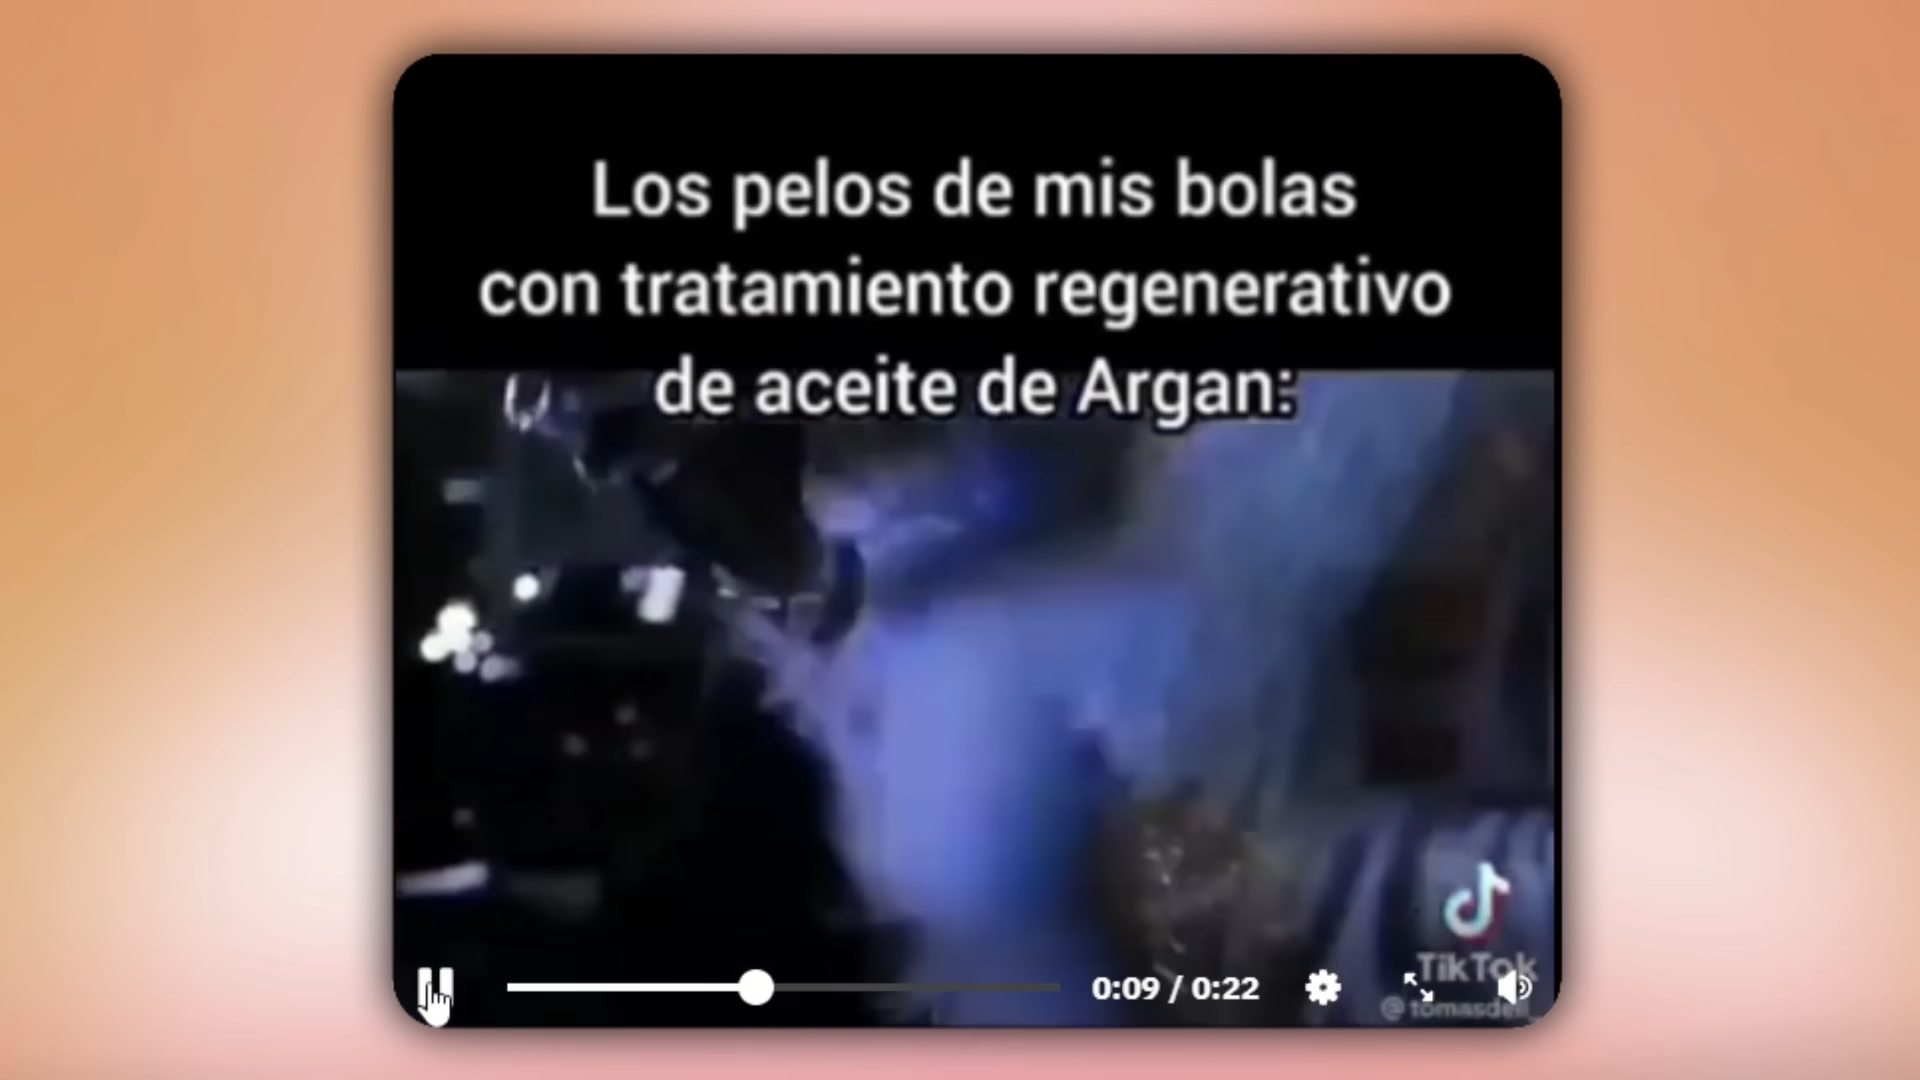 Los pelos de mis bolas
con tratamiento regenerativo
de aceite de Argan:
TikTok
0:09 / 0:22